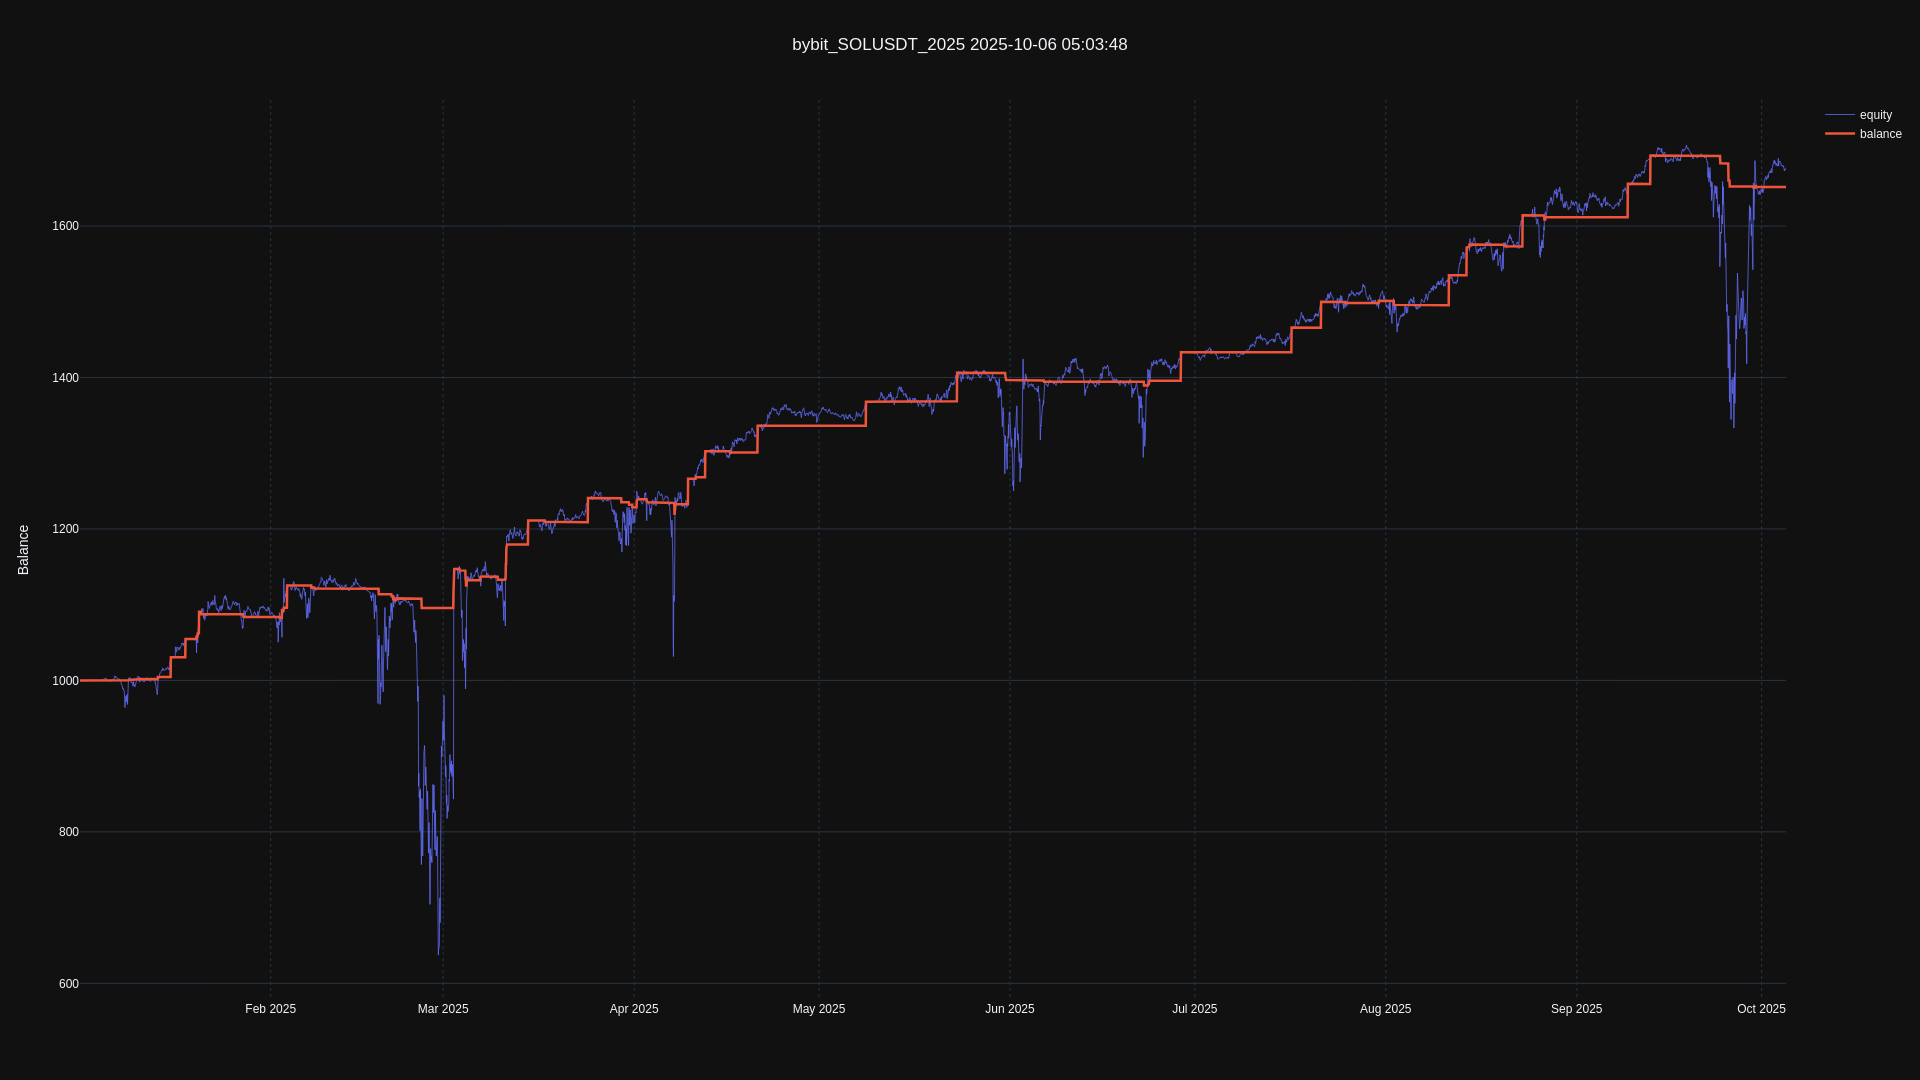 bybit_SOLUSDT_2025 2025-10-06 05:03:48
equity
balance
Balance
1600
1400
1200
1000
800
600
Feb 2025
Mar 2025
Apr 2025
May 2025
Jun 2025
Jul 2025
Aug 2025
Sep 2025
Oct 2025